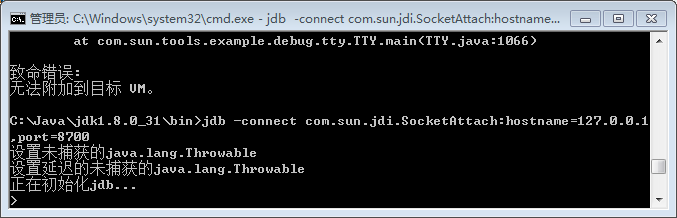 管理员: C:\Windows\system32\cmd.exe - jdb  -connect com.sun.jdi.SocketAttach:hostname...
at com.sun.tools.example.debug.tty.TTY.main(TTY.java:1066)
致命错误:
无法附加到目标 VM。
C:\Java\jdk1.8.0_31\bin>jdb -connect com.sun.jdi.SocketAttach:hostname=127.0.0.1
,port=8700
设置未捕获的java.lang.Throwable
设置延迟的未捕获的java.lang.Throwable
正在初始化jdb...
>